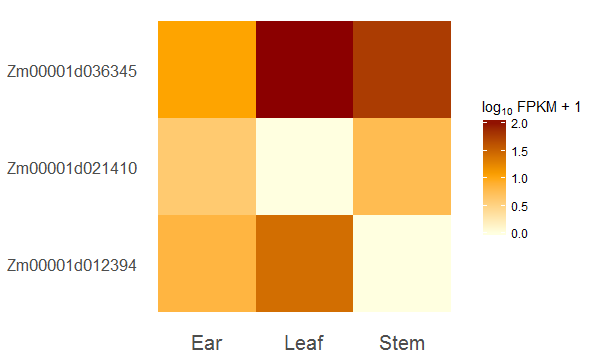 Zm00001d036345
Zm00001d021410
Zm00001d012394
Ear Leaf Stem
log₁₀ FPKM + 1
2.0
1.5
1.0
0.5
0.0